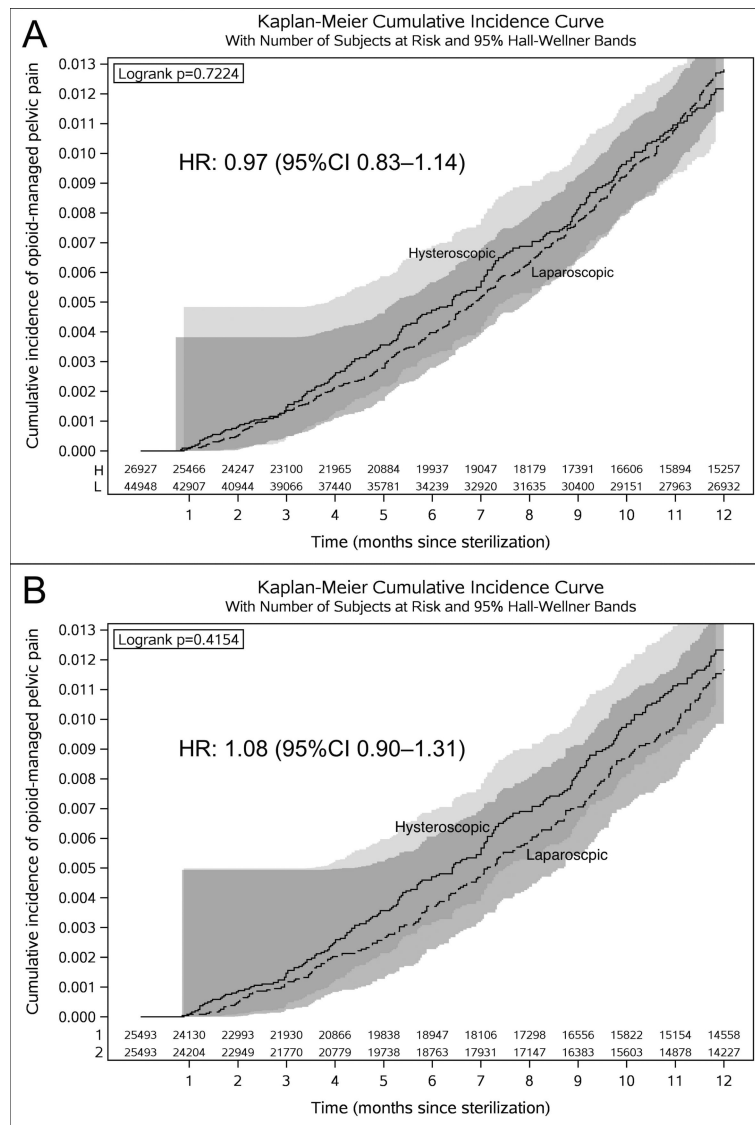 A
Kaplan-Meier Cumulative Incidence Curve
With Number of Subjects at Risk and 95% Hall-Wellner Bands
Cumulative incidence of opioid-managed pelvic pain
0.013
Logrank p=0.7224
0.012
0.011
0.010
HR: 0.97 (95%CI 0.83–1.14)
0.009
0.008
0.007
Hysteroscopic
0.006
Laparoscopic
0.005
0.004
0.003
0.002
0.001
0.000
H 26927 25466 24247 23100 21965 20884 19937 19047 18179 17391 16606 15894 15257
L 44948 42907 40944 39066 37440 35781 34239 32920 31635 30400 29151 27963 26932
1 2 3 4 5 6 7 8 9 10 11 12
Time (months since sterilization)
B
Kaplan-Meier Cumulative Incidence Curve
With Number of Subjects at Risk and 95% Hall-Wellner Bands
Cumulative incidence of opioid-managed pelvic pain
0.013
Logrank p=0.4154
0.012
0.011
0.010
0.009
HR: 1.08 (95%CI 0.90–1.31)
0.008
0.007
Hysteroscopic
0.006
Laparoscpic
0.005
0.004
0.003
0.002
0.001
0.000
1 25493 24130 22993 21930 20866 19838 18947 18106 17298 16556 15822 15154 14558
2 25493 24204 22949 21770 20779 19738 18763 17931 17147 16383 15603 14878 14227
1 2 3 4 5 6 7 8 9 10 11 12
Time (months since sterilization)